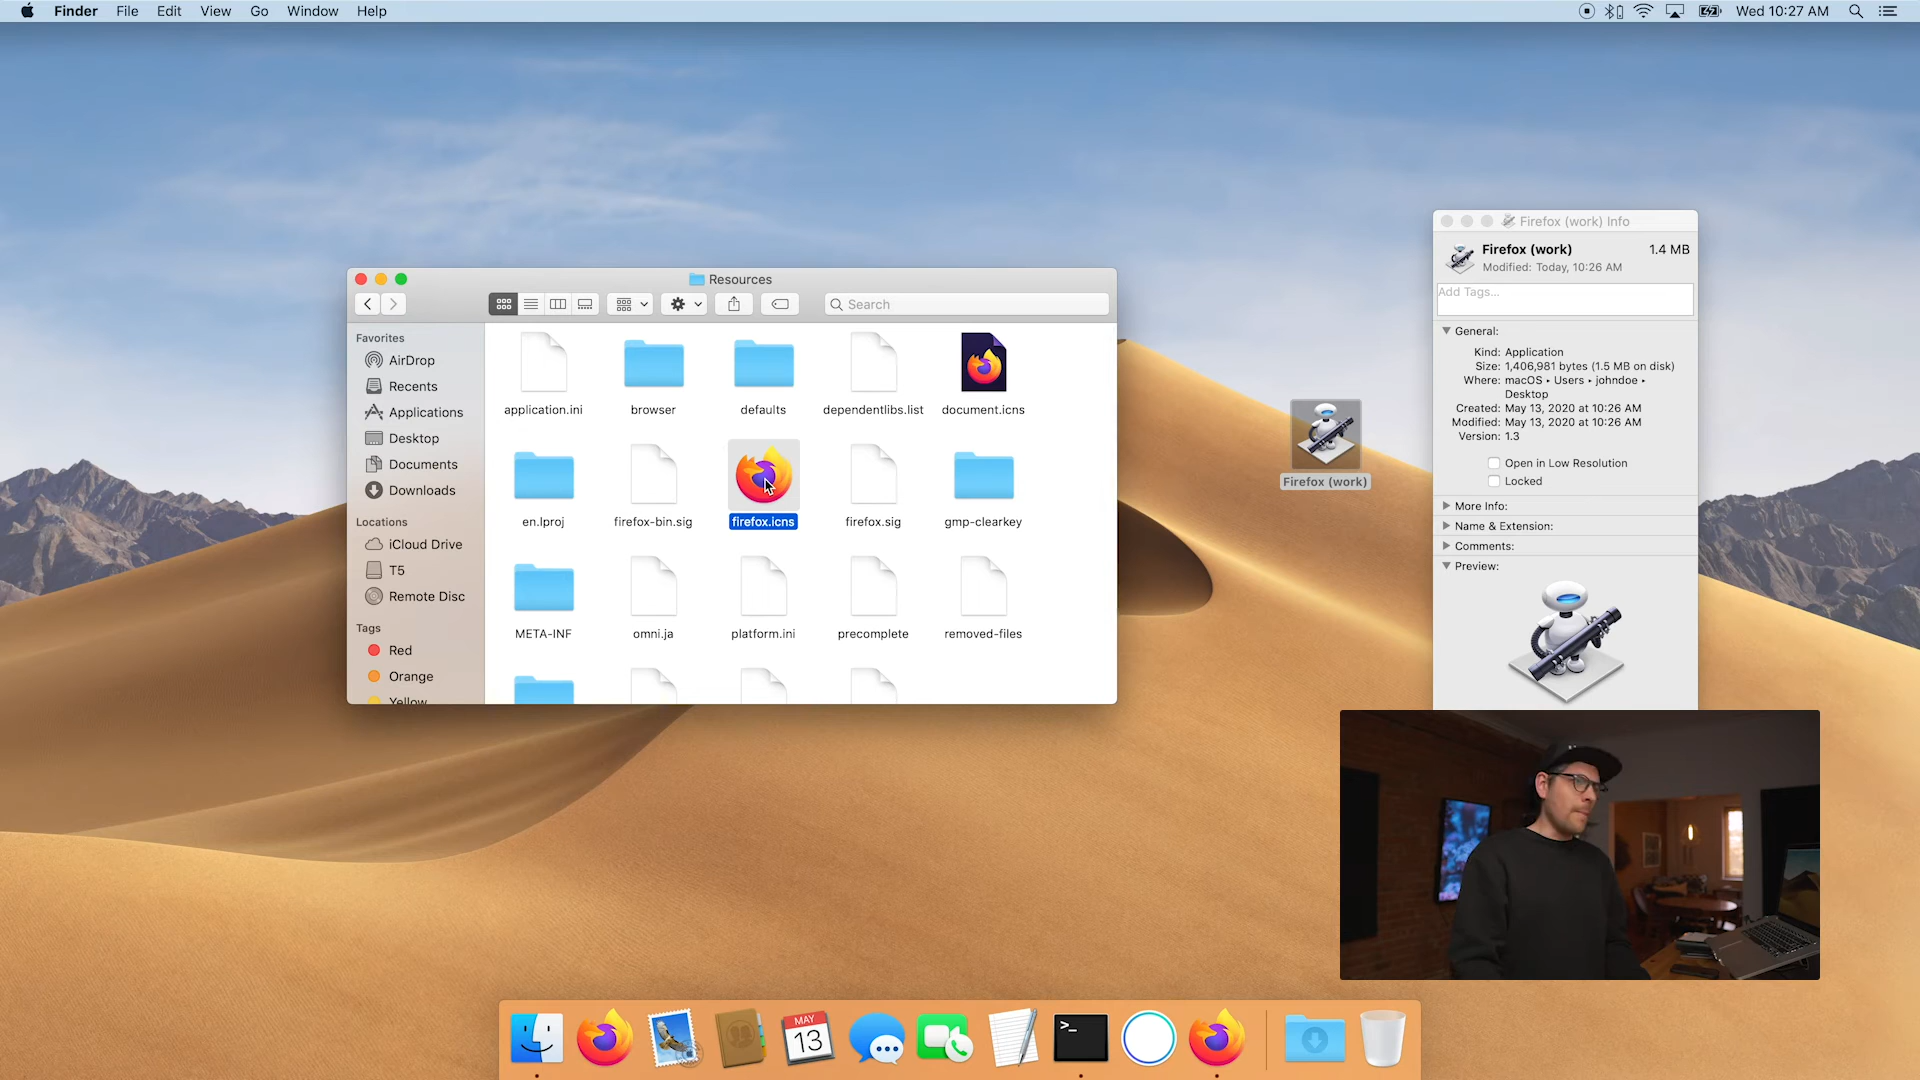 Finder File Edit View Go Window Help
Wed 10:27 AM
Resources
Search
Favorites
AirDrop
Recents
Applications
Desktop
Documents
Downloads
Locations
iCloud Drive
T5
Remote Disc
Tags
Red
Orange
Yellow
application.ini browser defaults dependentlibs.list document.icns
en.lproj firefox-bin.sig firefox.icns firefox.sig gmp-clearkey
META-INF omni.ja platform.ini precomplete removed-files
Firefox (work)
Firefox (work) Info
Firefox (work) 1.4 MB
Modified: Today, 10:26 AM
Add Tags...
General:
Kind: Application
Size: 1,406,981 bytes (1.5 MB on disk)
Where: macOS ▸ Users ▸ johndoe ▸
Desktop
Created: May 13, 2020 at 10:26 AM
Modified: May 13, 2020 at 10:26 AM
Version: 1.3
Open in Low Resolution
Locked
More Info:
Name & Extension:
Comments:
Preview:
MAY
13
>_